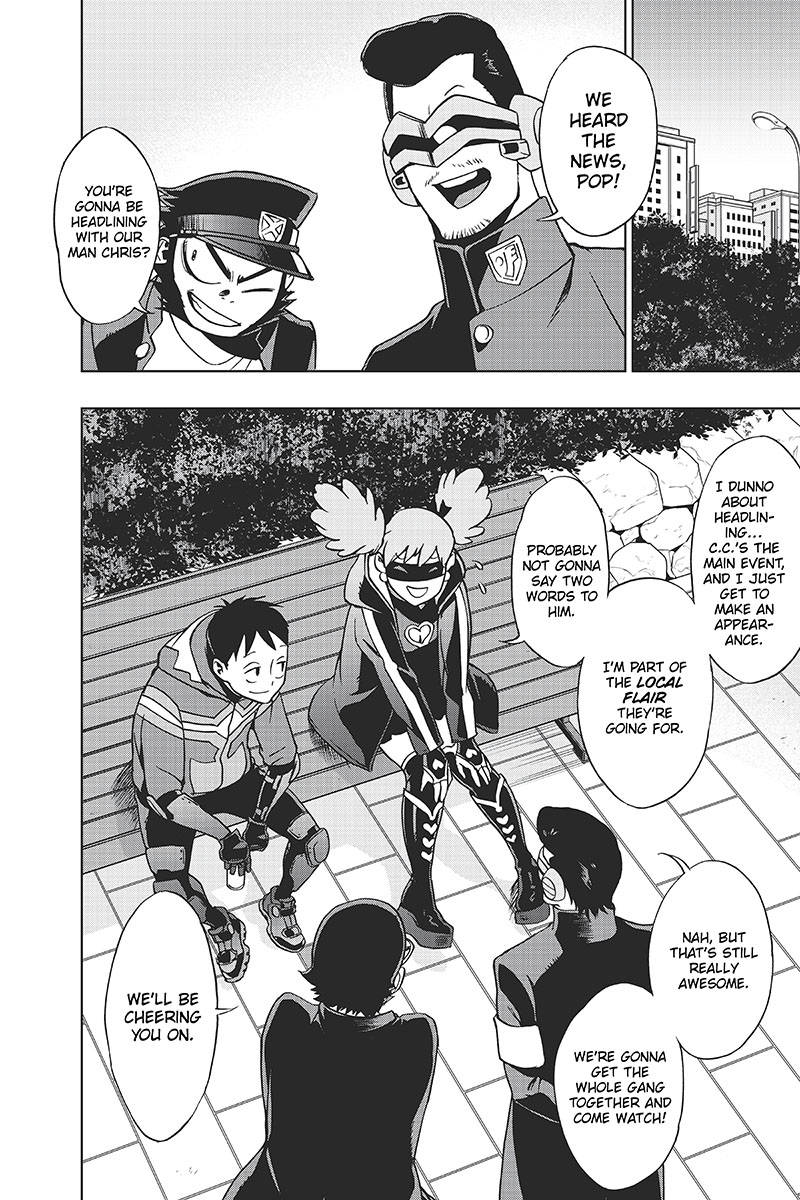 WE
HEARD
THE
NEWS,
POP!
YOU'RE
GONNA BE
HEADLINING
WITH OUR
MAN CHRIS?
I DUNNO
ABOUT
HEADLIN-
ING...
C.C.'S THE
MAIN EVENT,
AND I JUST
GET TO
MAKE AN
APPEAR-
ANCE.
I'M PART OF
THE LOCAL
FLAIR
THEY'RE
GOING FOR.
PROBABLY
NOT GONNA
SAY TWO
WORDS TO
HIM.
NAH, BUT
THAT'S STILL
REALLY
AWESOME.
WE'RE GONNA
GET THE
WHOLE GANG
TOGETHER AND
COME WATCH!
WE'LL BE
CHEERING
YOU ON.